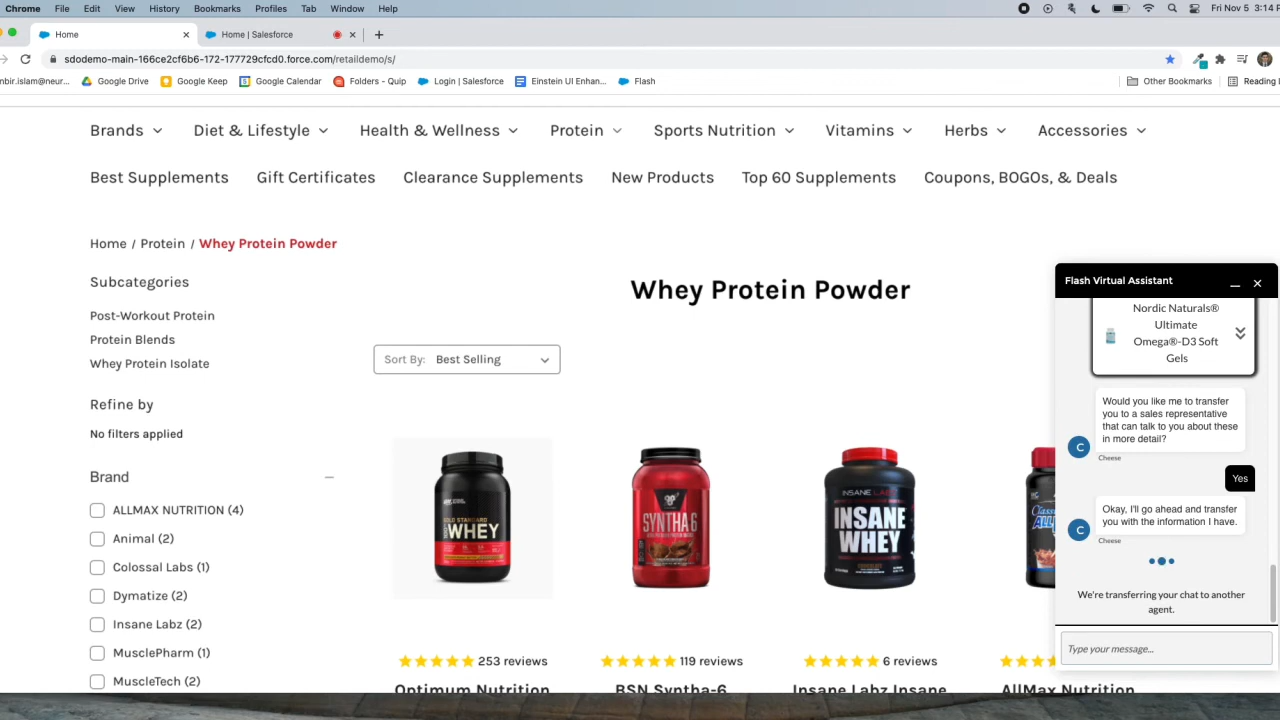 Chrome File Edit View History Bookmarks Profiles Tab Window Help Fri Nov 5 3:14
Home Home | Salesforce
sdodemo-main-166ce2cf6b6-172-177729cfcd0.force.com/retaildemo/s/
Google Drive Google Keep Google Calendar Folders - Quip Login | Salesforce Einstein UI Enhan... Flash Other Bookmarks Reading
Brands Diet & Lifestyle Health & Wellness Protein Sports Nutrition Vitamins Herbs Accessories
Best Supplements Gift Certificates Clearance Supplements New Products Top 60 Supplements Coupons, BOGOs, & Deals
Home / Protein / Whey Protein Powder
Subcategories
Post-Workout Protein
Protein Blends
Whey Protein Isolate
Refine by
No filters applied
Brand
ALLMAX NUTRITION (4)
Animal (2)
Colossal Labs (1)
Dymatize (2)
Insane Labz (2)
MusclePharm (1)
MuscleTech (2)
Whey Protein Powder
Sort By: Best Selling
GOLD STANDARD
WHEY
SYNTHA-6
INSANE LABZ
INSANE
WHEY
CHOCOLATE
253 reviews
119 reviews
6 reviews
Optimum Nutrition
BSN Syntha-6
Insane Labz Insane
AllMax Nutrition
Flash Virtual Assistant
Nordic Naturals®
Ultimate
Omega®-D3 Soft
Gels
Would you like me to transfer
you to a sales representative
that can talk to you about these
in more detail?
C
Cheese
Yes
Okay, I'll go ahead and transfer
you with the information I have.
C
Cheese
We're transferring your chat to another
agent.
Type your message...